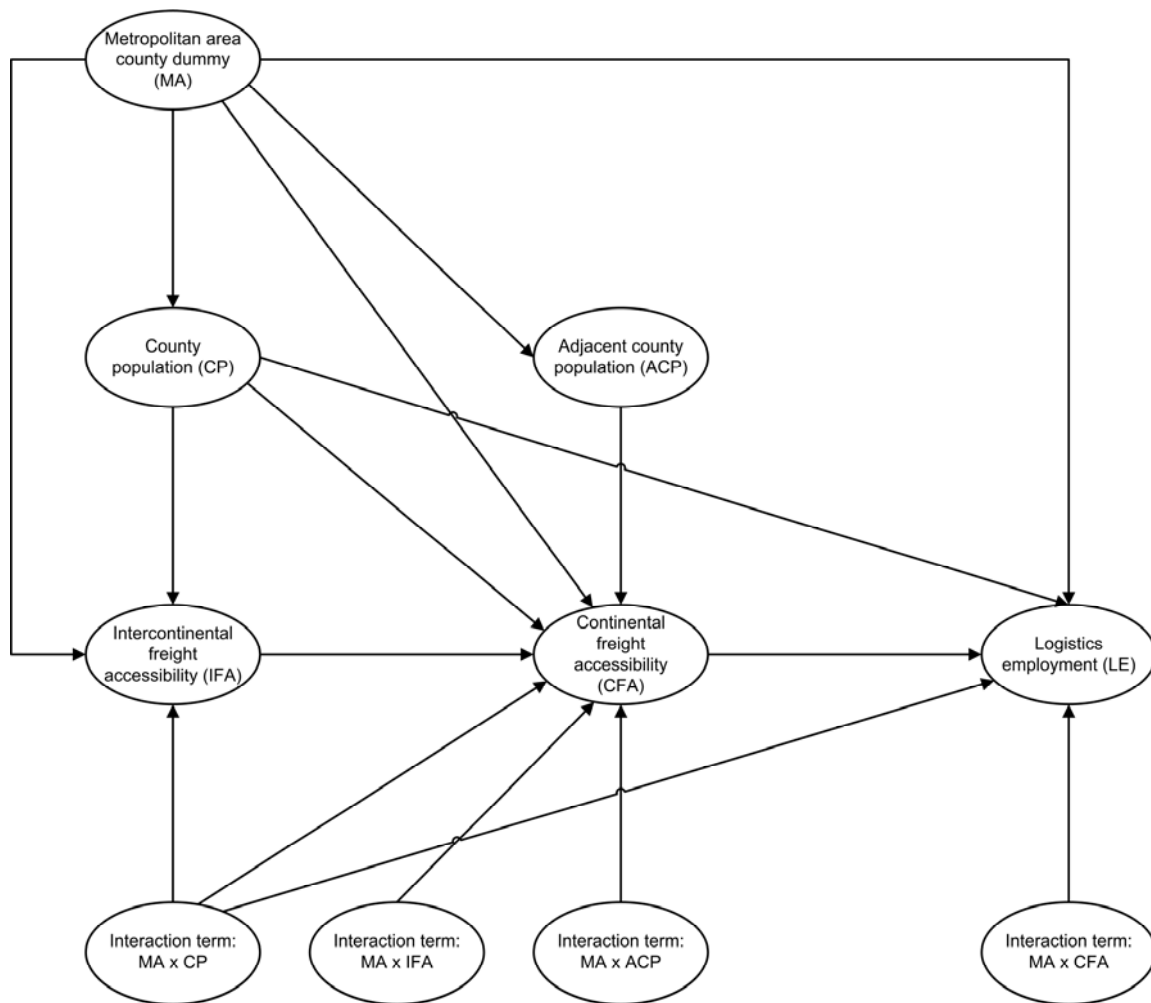 Metropolitan area
county dummy
(MA)
County
population (CP)
Adjacent county
population (ACP)
Intercontinental
freight
accessibility (IFA)
Continental
freight
accessibility
(CFA)
Logistics
employment (LE)
Interaction term:
MA x CP
Interaction term:
MA x IFA
Interaction term:
MA x ACP
Interaction term:
MA x CFA